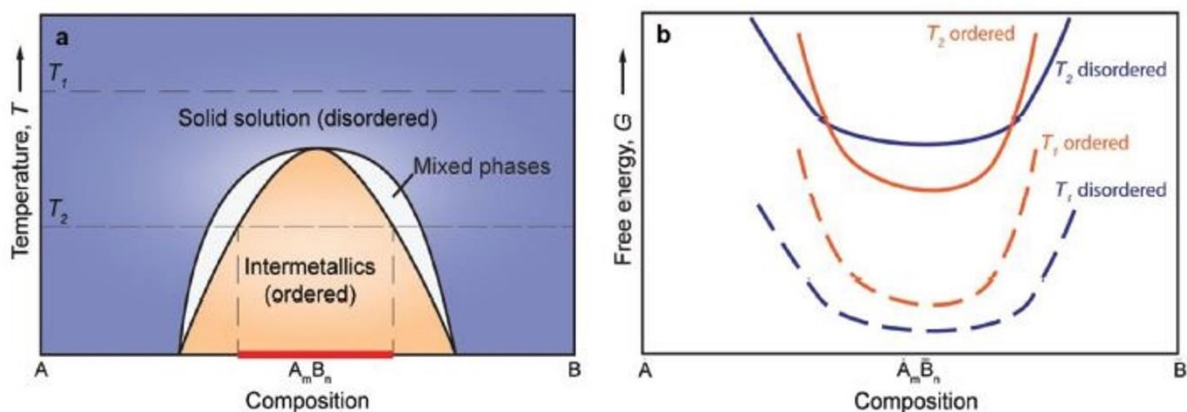 a
Temperature, T
T₁
Solid solution (disordered)
Mixed phases
T₂
Intermetallics
(ordered)
A
AₘBₙ
B
Composition
b
Free energy, G
T₂ ordered
T₂ disordered
T₁ ordered
T₁ disordered
A
AₘBₙ
B
Composition